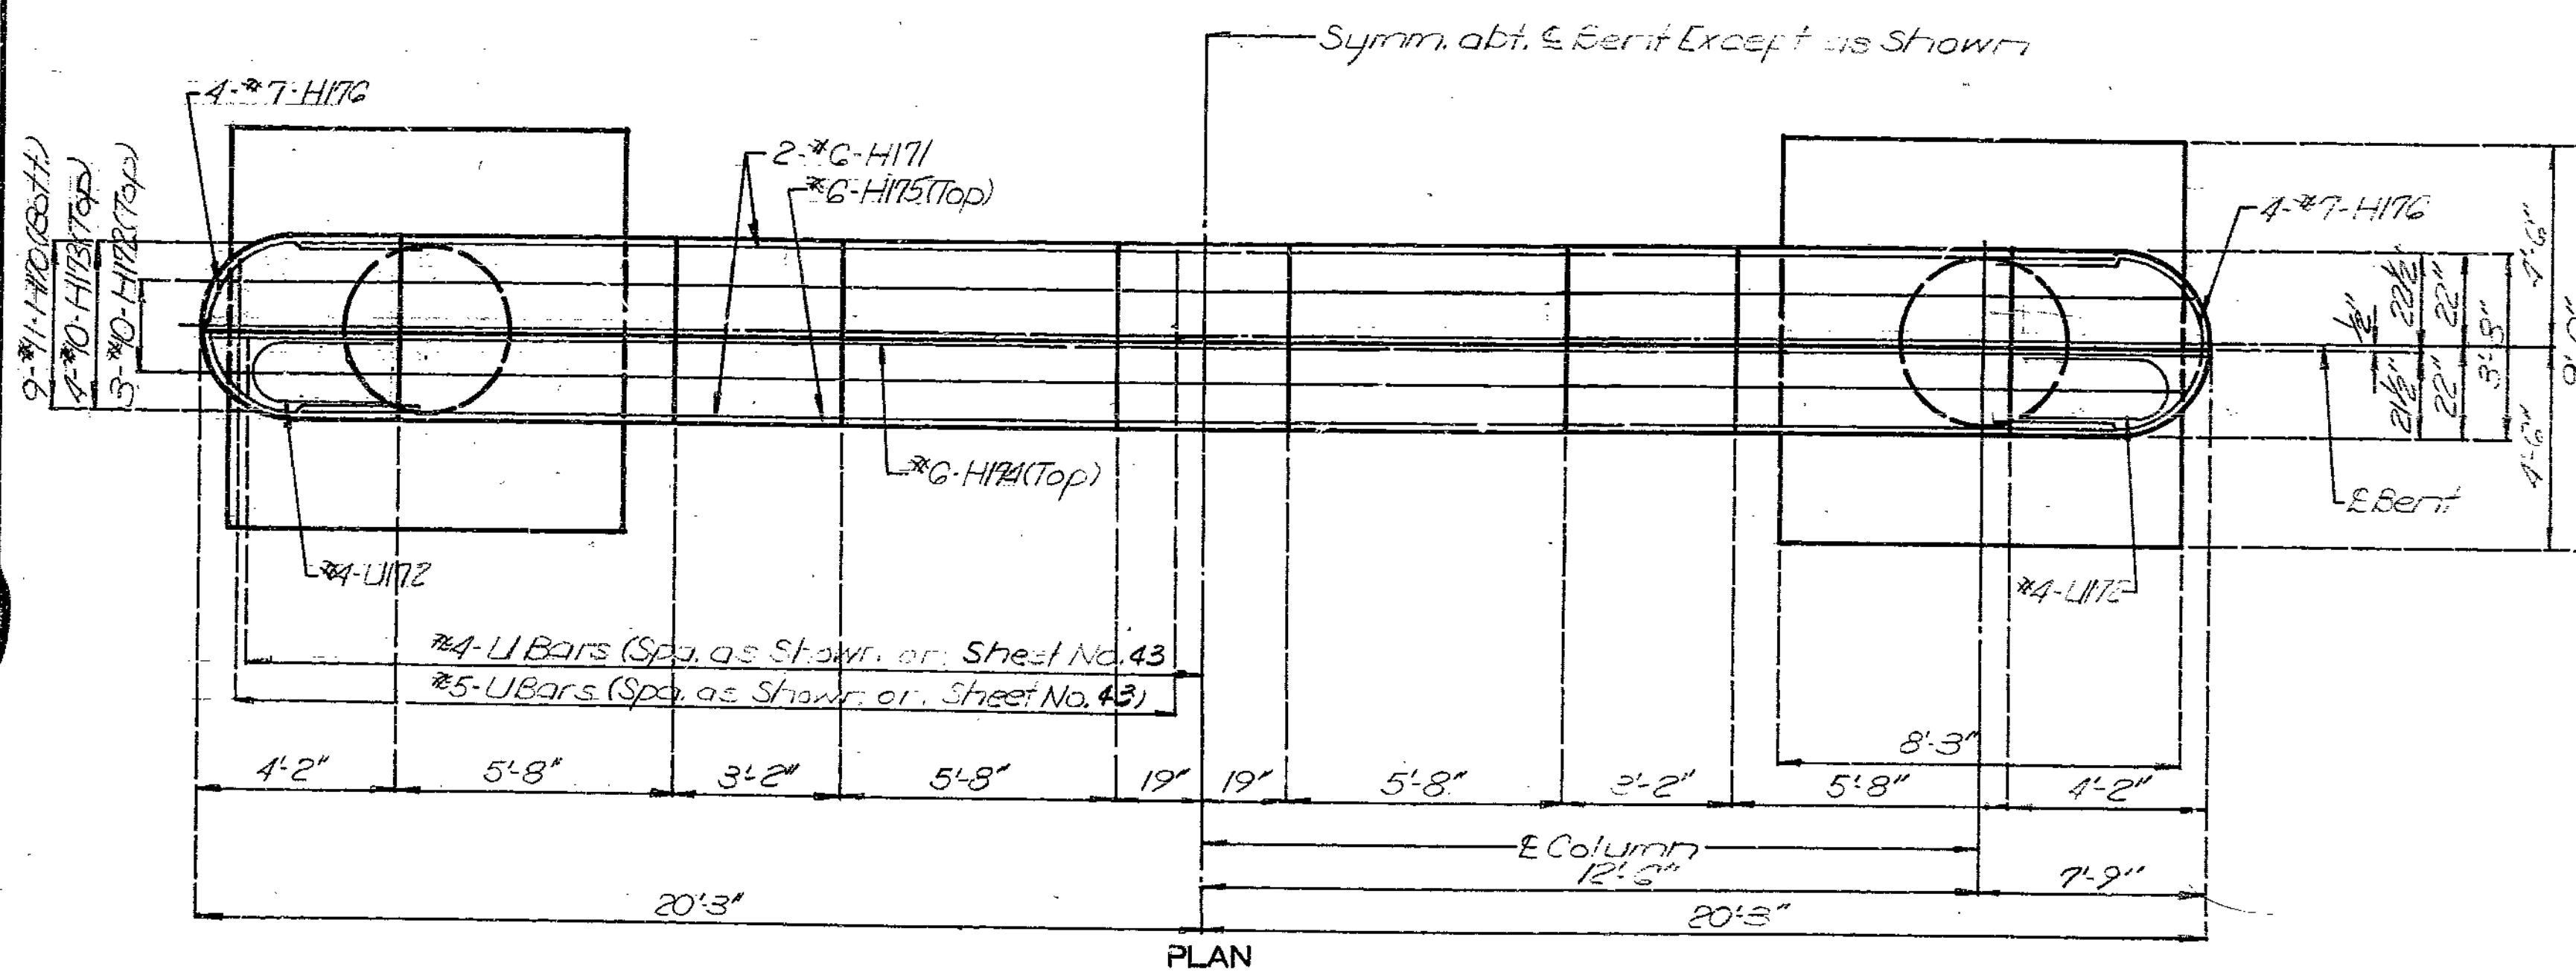 Symm. abt. ℄ Bent Except as Shown
4-#7-H176
2-#6-H171
#6-H175(Top)
9-#11-H170(Bott.)
4-#10-H173(Top)
3-#10-H172(Top)
4-#7-H176
#6-H174(Top)
½"
22½"
22"
21½"
22"
3'-8"
4'-6"
4'-6"
℄ Bent
#4-U172
#4-U172
#4-U Bars (Spa. as Shown on Sheet No. 43
#5-U Bars (Spa. as Shown on Sheet No. 43)
8'-3"
4'-2" 5'-8" 3'-2" 5'-8" 19" 19" 5'-8" 3'-2" 5'-8" 4'-2"
℄ Column
12'-6" 7'-9"
20'-3" 20'-3"
PLAN